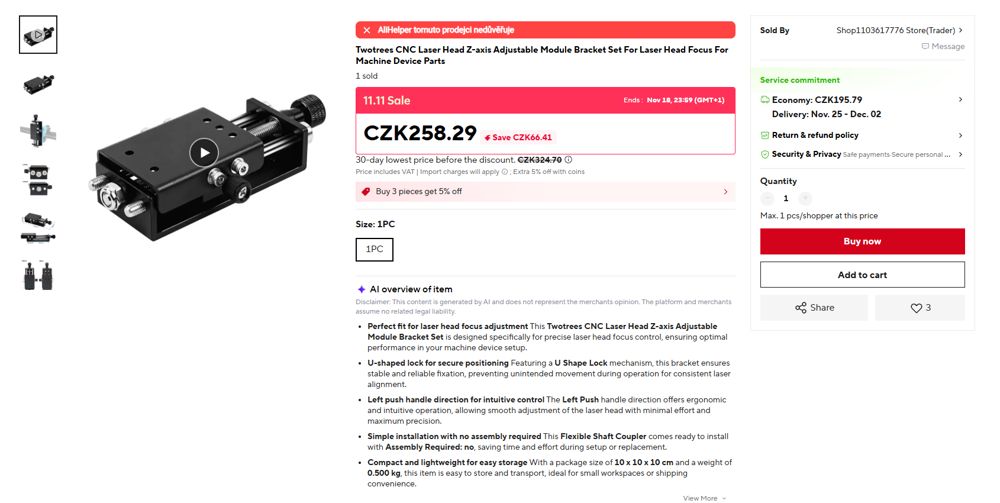 AliHelper tomuto prodejci nedůvěřuje
Twotrees CNC Laser Head Z-axis Adjustable Module Bracket Set For Laser Head Focus For
Machine Device Parts
1 sold
11.11 Sale
Ends: Nov 18, 23:59 (GMT+1)
CZK258.29
Save CZK66.41
30-day lowest price before the discount. CZK324.70
Price includes VAT | Import charges will apply ; Extra 5% off with coins
Buy 3 pieces get 5% off
Size: 1PC
1PC
AI overview of item
Disclaimer: This content is generated by AI and does not represent the merchants opinion. The platform and merchants
assume no related legal liability.
• Perfect fit for laser head focus adjustment This Twotrees CNC Laser Head Z-axis Adjustable
Module Bracket Set is designed specifically for precise laser head focus control, ensuring optimal
performance in your machine device setup.
• U-shaped lock for secure positioning Featuring a U Shape Lock mechanism, this bracket ensures
stable and reliable fixation, preventing unintended movement during operation for consistent laser
alignment.
• Left push handle direction for intuitive control The Left Push handle direction offers ergonomic
and intuitive operation, allowing smooth adjustment of the laser head with minimal effort and
maximum precision.
• Simple installation with no assembly required This Flexible Shaft Coupler comes ready to install
with Assembly Required: no, saving time and effort during setup or replacement.
• Compact and lightweight for easy storage With a package size of 10 x 10 x 10 cm and a weight of
0.500 kg, this item is easy to store and transport, ideal for small workspaces or shipping
convenience.
View More
Sold By
Shop1103617776 Store(Trader)
Message
Service commitment
Economy: CZK195.79
Delivery: Nov. 25 - Dec. 02
Return & refund policy
Security & Privacy Safe payments·Secure personal ...
Quantity
- 1 +
Max. 1 pcs/shopper at this price
Buy now
Add to cart
Share
3